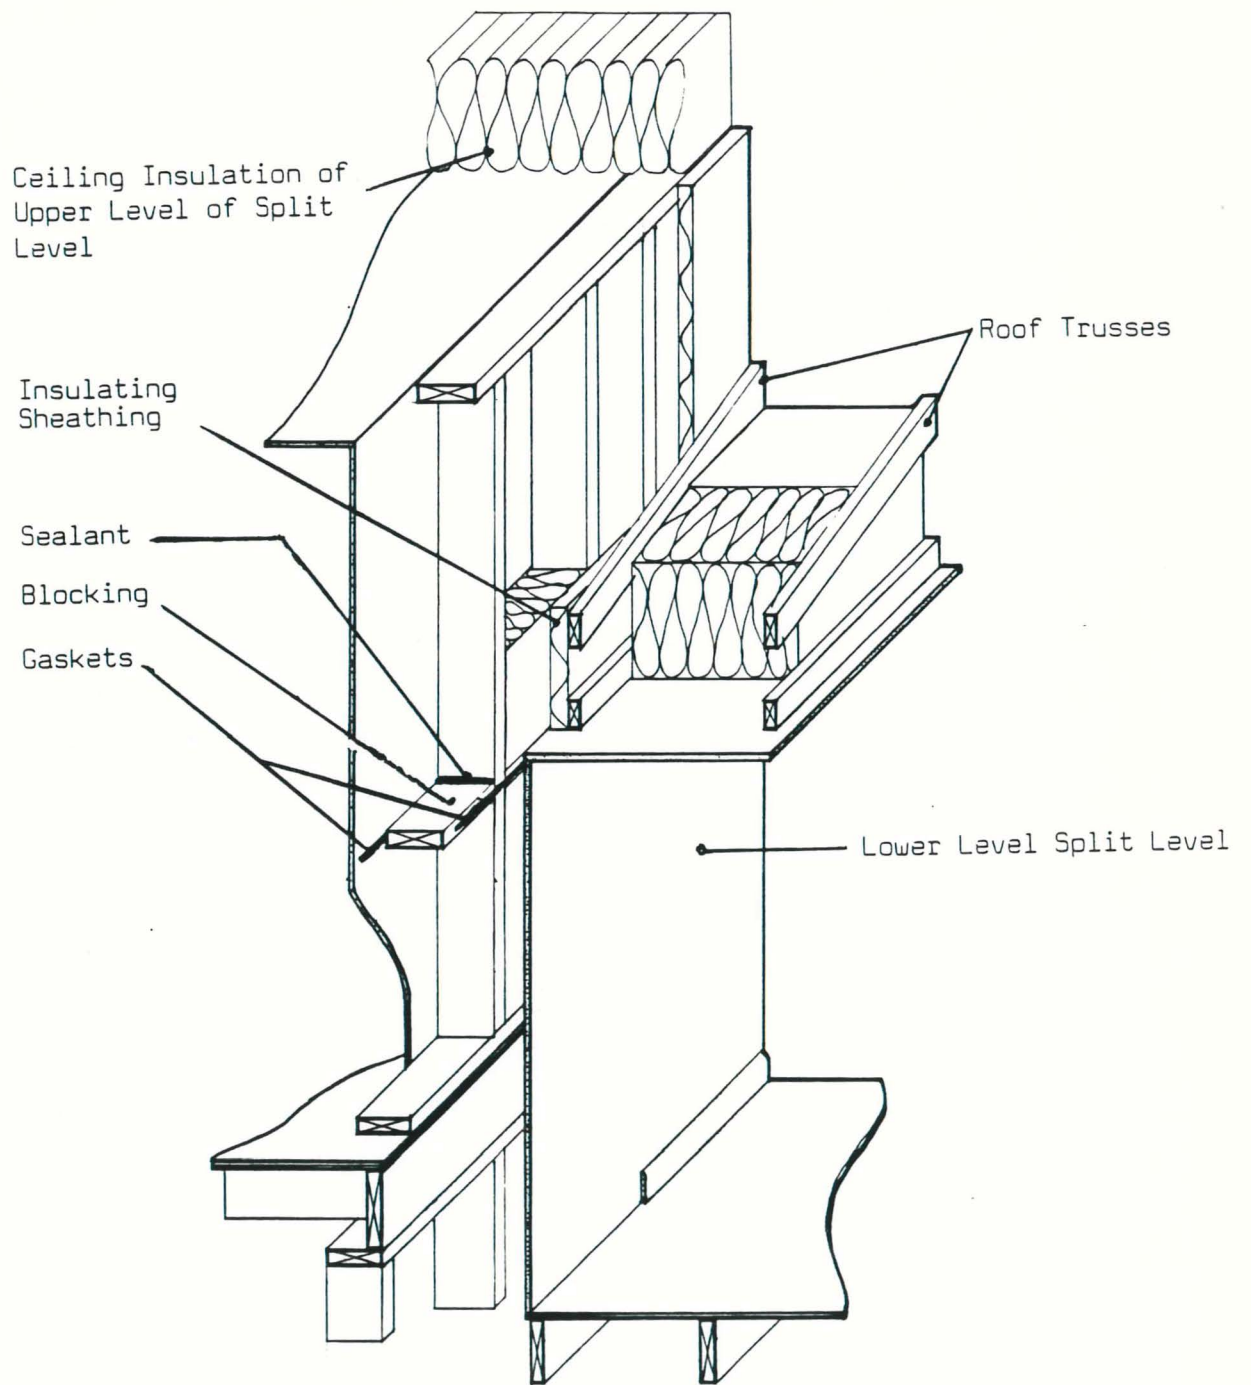 Ceiling Insulation of
Upper Level of Split
Level
Roof Trusses
Insulating
Sheathing
Sealant
Blocking
Gaskets
Lower Level Split Level